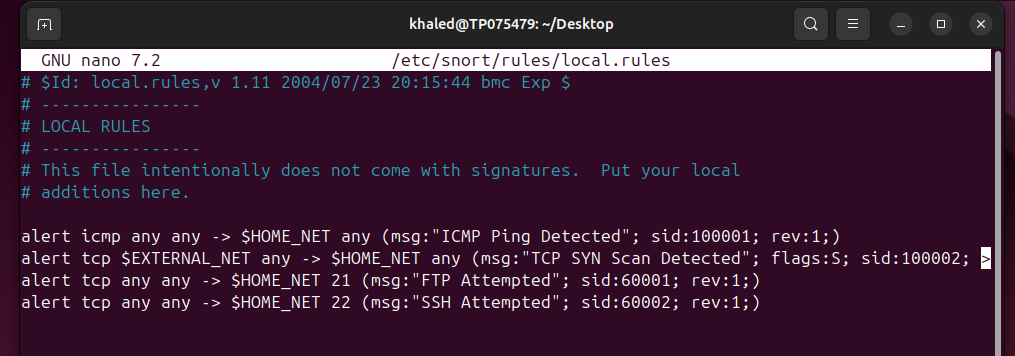 khaled@TP075479: ~/Desktop
GNU nano 7.2 /etc/snort/rules/local.rules
# $Id: local.rules,v 1.11 2004/07/23 20:15:44 bmc Exp $
# ----------------
# LOCAL RULES
# ----------------
# This file intentionally does not come with signatures.  Put your local
# additions here.
alert icmp any any -> $HOME_NET any (msg:"ICMP Ping Detected"; sid:100001; rev:1;)
alert tcp $EXTERNAL_NET any -> $HOME_NET any (msg:"TCP SYN Scan Detected"; flags:S; sid:100002; >
alert tcp any any -> $HOME_NET 21 (msg:"FTP Attempted"; sid:60001; rev:1;)
alert tcp any any -> $HOME_NET 22 (msg:"SSH Attempted"; sid:60002; rev:1;)